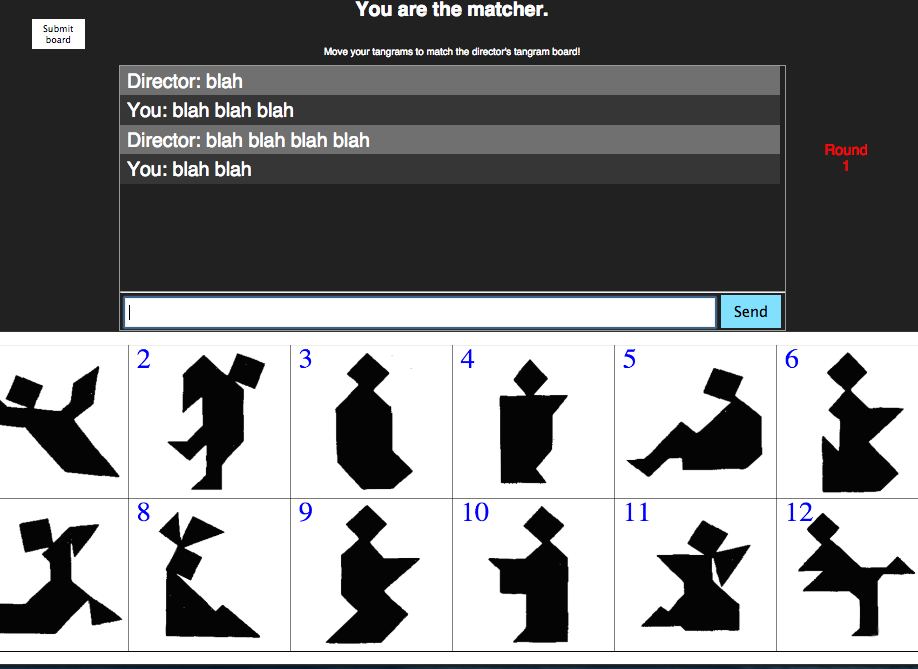 You are the matcher.
Submit
board
Move your tangrams to match the director's tangram board!
Director: blah
You: blah blah blah
Director: blah blah blah blah
You: blah blah
Round
1
Send
2
3
4
5
6
8
9
10
11
12